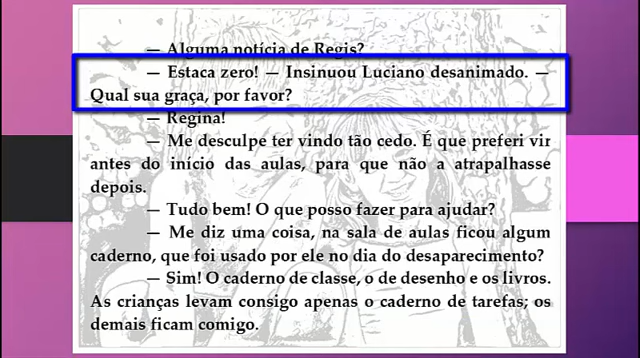 — Alguma notícia de Regis?
— Estaca zero! — Insinuou Luciano desanimado. —
Qual sua graça, por favor?
— Regina!
— Me desculpe ter vindo tão cedo. É que preferi vir
antes do início das aulas, para que não a atrapalhasse
depois.
— Tudo bem! O que posso fazer para ajudar?
— Me diz uma coisa, na sala de aulas ficou algum
caderno, que foi usado por ele no dia do desaparecimento?
— Sim! O caderno de classe, o de desenho e os livros.
As crianças levam consigo apenas o caderno de tarefas; os
demais ficam comigo.